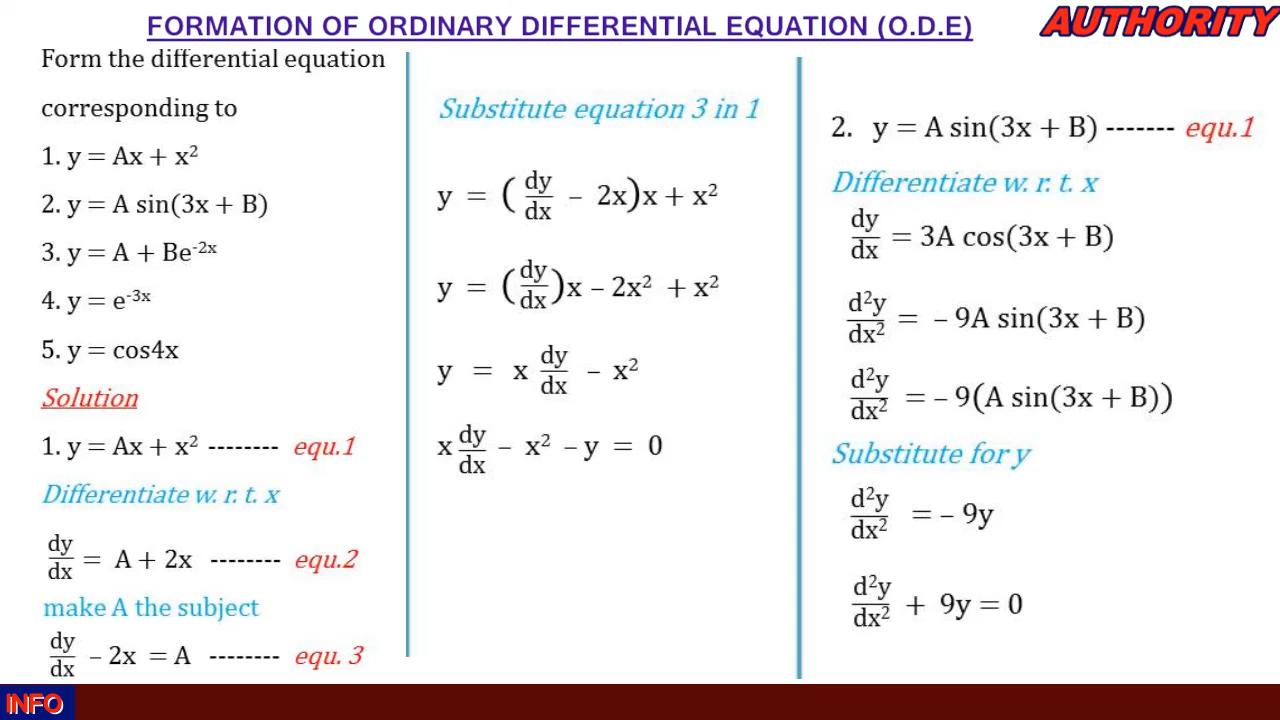 FORMATION OF ORDINARY DIFFERENTIAL EQUATION (O.D.E)
AUTHORITY
Form the differential equation
corresponding to
1. y = Ax + x²
2. y = A sin(3x + B)
3. y = A + Be⁻²ˣ
4. y = e⁻³ˣ
5. y = cos4x
Solution
1. y = Ax + x² -------- equ.1
Differentiate w. r. t. x
dy/dx = A + 2x -------- equ.2
make A the subject
dy/dx – 2x = A -------- equ. 3
Substitute equation 3 in 1
y = (dy/dx – 2x)x + x²
y = (dy/dx)x – 2x² + x²
y = x dy/dx – x²
x dy/dx – x² – y = 0
2. y = A sin(3x + B) ------- equ.1
Differentiate w. r. t. x
dy/dx = 3A cos(3x + B)
d²y/dx² = – 9A sin(3x + B)
d²y/dx² = – 9(A sin(3x + B))
Substitute for y
d²y/dx² = – 9y
d²y/dx² + 9y = 0
INFO